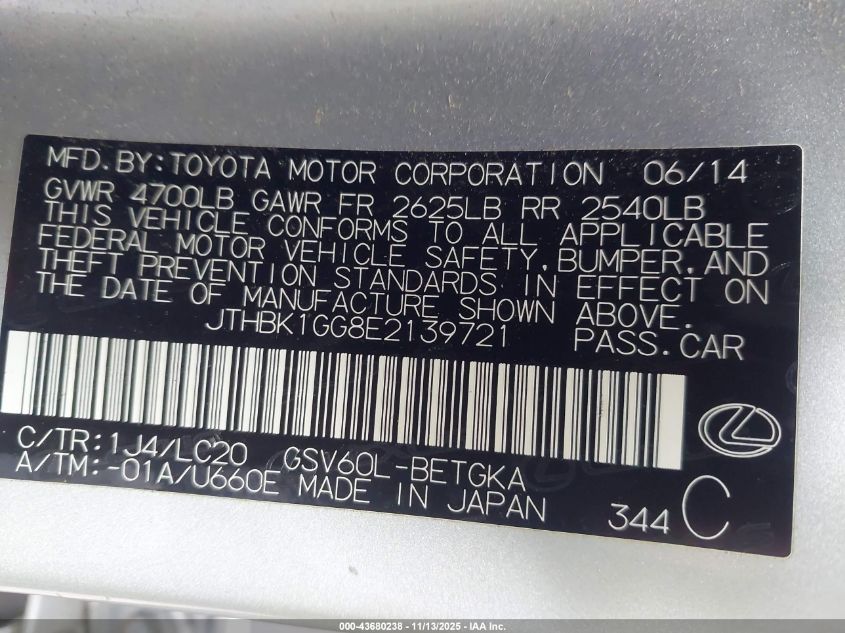 MFD.BY:TOYOTA MOTOR CORPORATION 06/14
GVWR 4700LB GAWR FR 2625LB RR 2540LB
THIS VEHICLE CONFORMS TO ALL APPLICABLE
FEDERAL MOTOR VEHICLE SAFETY,BUMPER,AND
THEFT PREVENTION STANDARDS IN EFFECT ON
THE DATE OF MANUFACTURE SHOWN ABOVE.
JTHBK1GG8E2139721 PASS.CAR
C/TR:1J4/LC20 GSV60L-BETGKA
A/TM:-01A/U660E MADE IN JAPAN 344 C
000-43680238 - 11/13/2025 - IAA Inc.